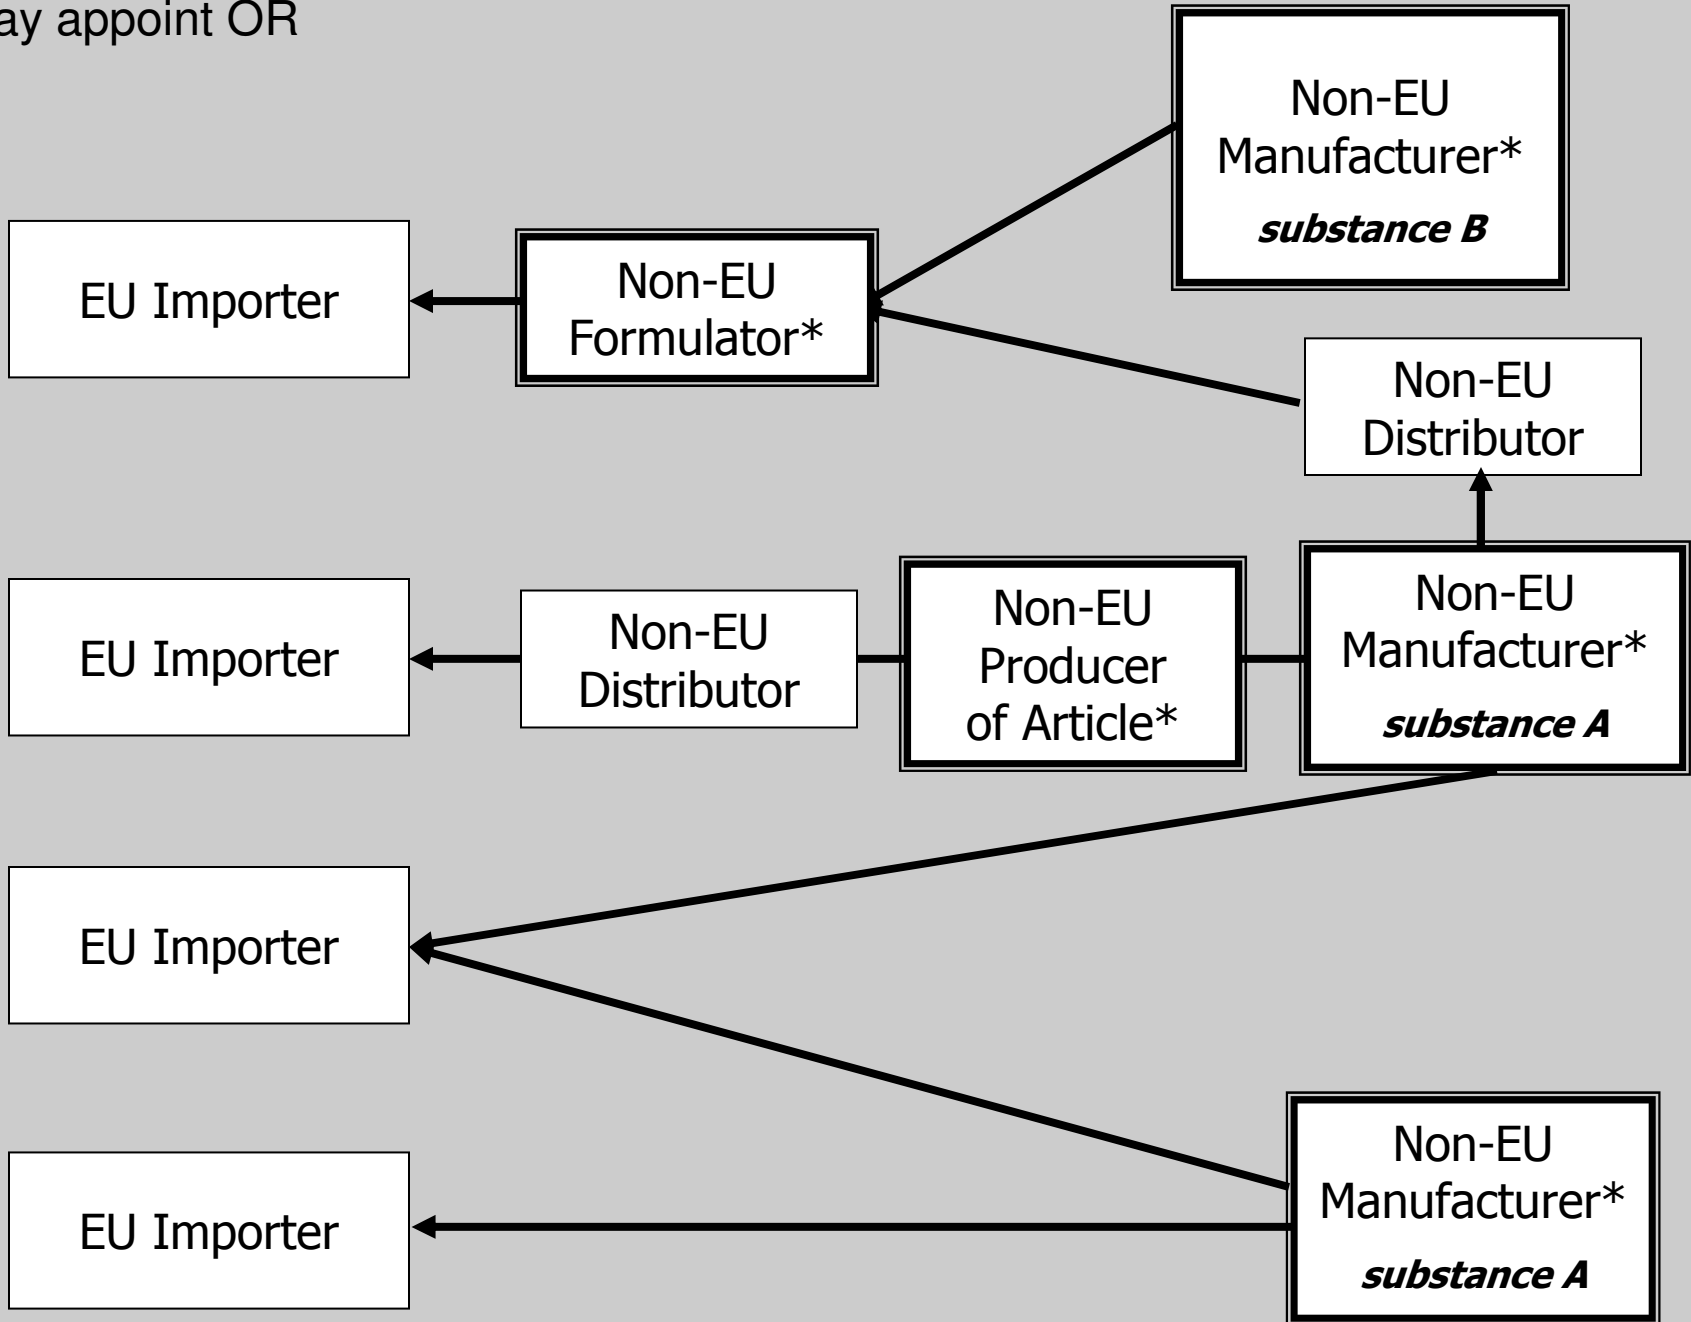 appoint OR
Non-EU
Manufacturer*
substance B
EU Importer
Non-EU
Formulator*
Non-EU
Distributor
EU Importer
Non-EU
Distributor
Non-EU
Producer
of Article*
Non-EU
Manufacturer*
substance A
EU Importer
EU Importer
Non-EU
Manufacturer*
substance A